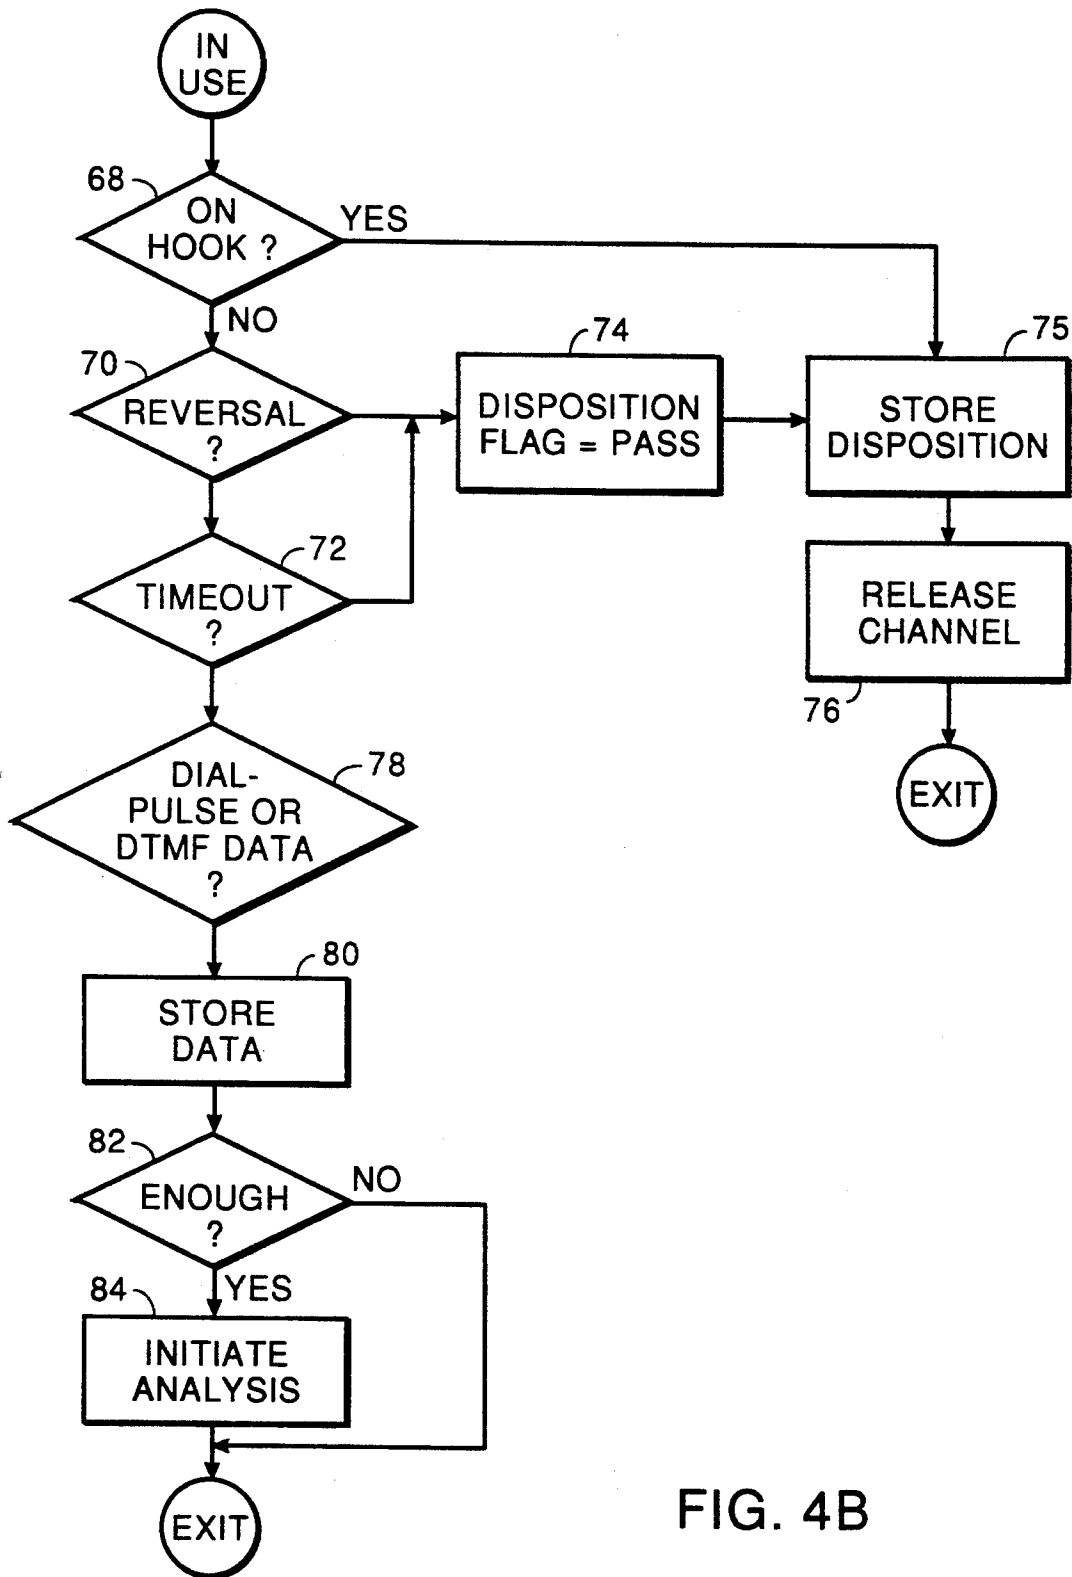 IN
USE
68
ON
HOOK ?
YES
NO
70
REVERSAL
?
74
DISPOSITION
FLAG = PASS
75
STORE
DISPOSITION
72
TIMEOUT
?
RELEASE
CHANNEL
76
EXIT
78
DIAL-
PULSE OR
DTMF DATA
?
80
STORE
DATA
82
ENOUGH
?
NO
YES
84
INITIATE
ANALYSIS
EXIT
FIG. 4B